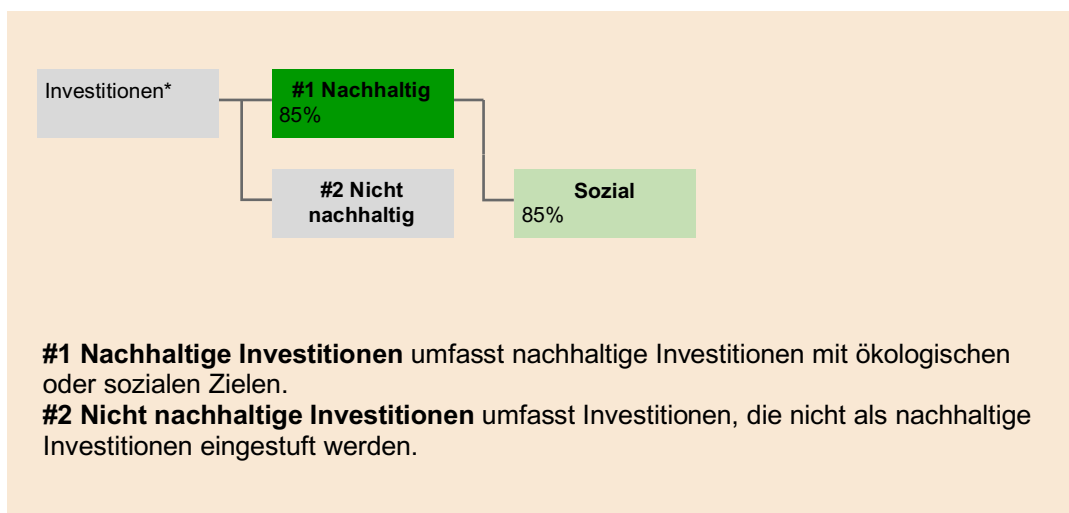 Investitionen*
#1 Nachhaltig
85%
#2 Nicht
nachhaltig
Sozial
85%
#1 Nachhaltige Investitionen umfasst nachhaltige Investitionen mit ökologischen
oder sozialen Zielen.
#2 Nicht nachhaltige Investitionen umfasst Investitionen, die nicht als nachhaltige
Investitionen eingestuft werden.